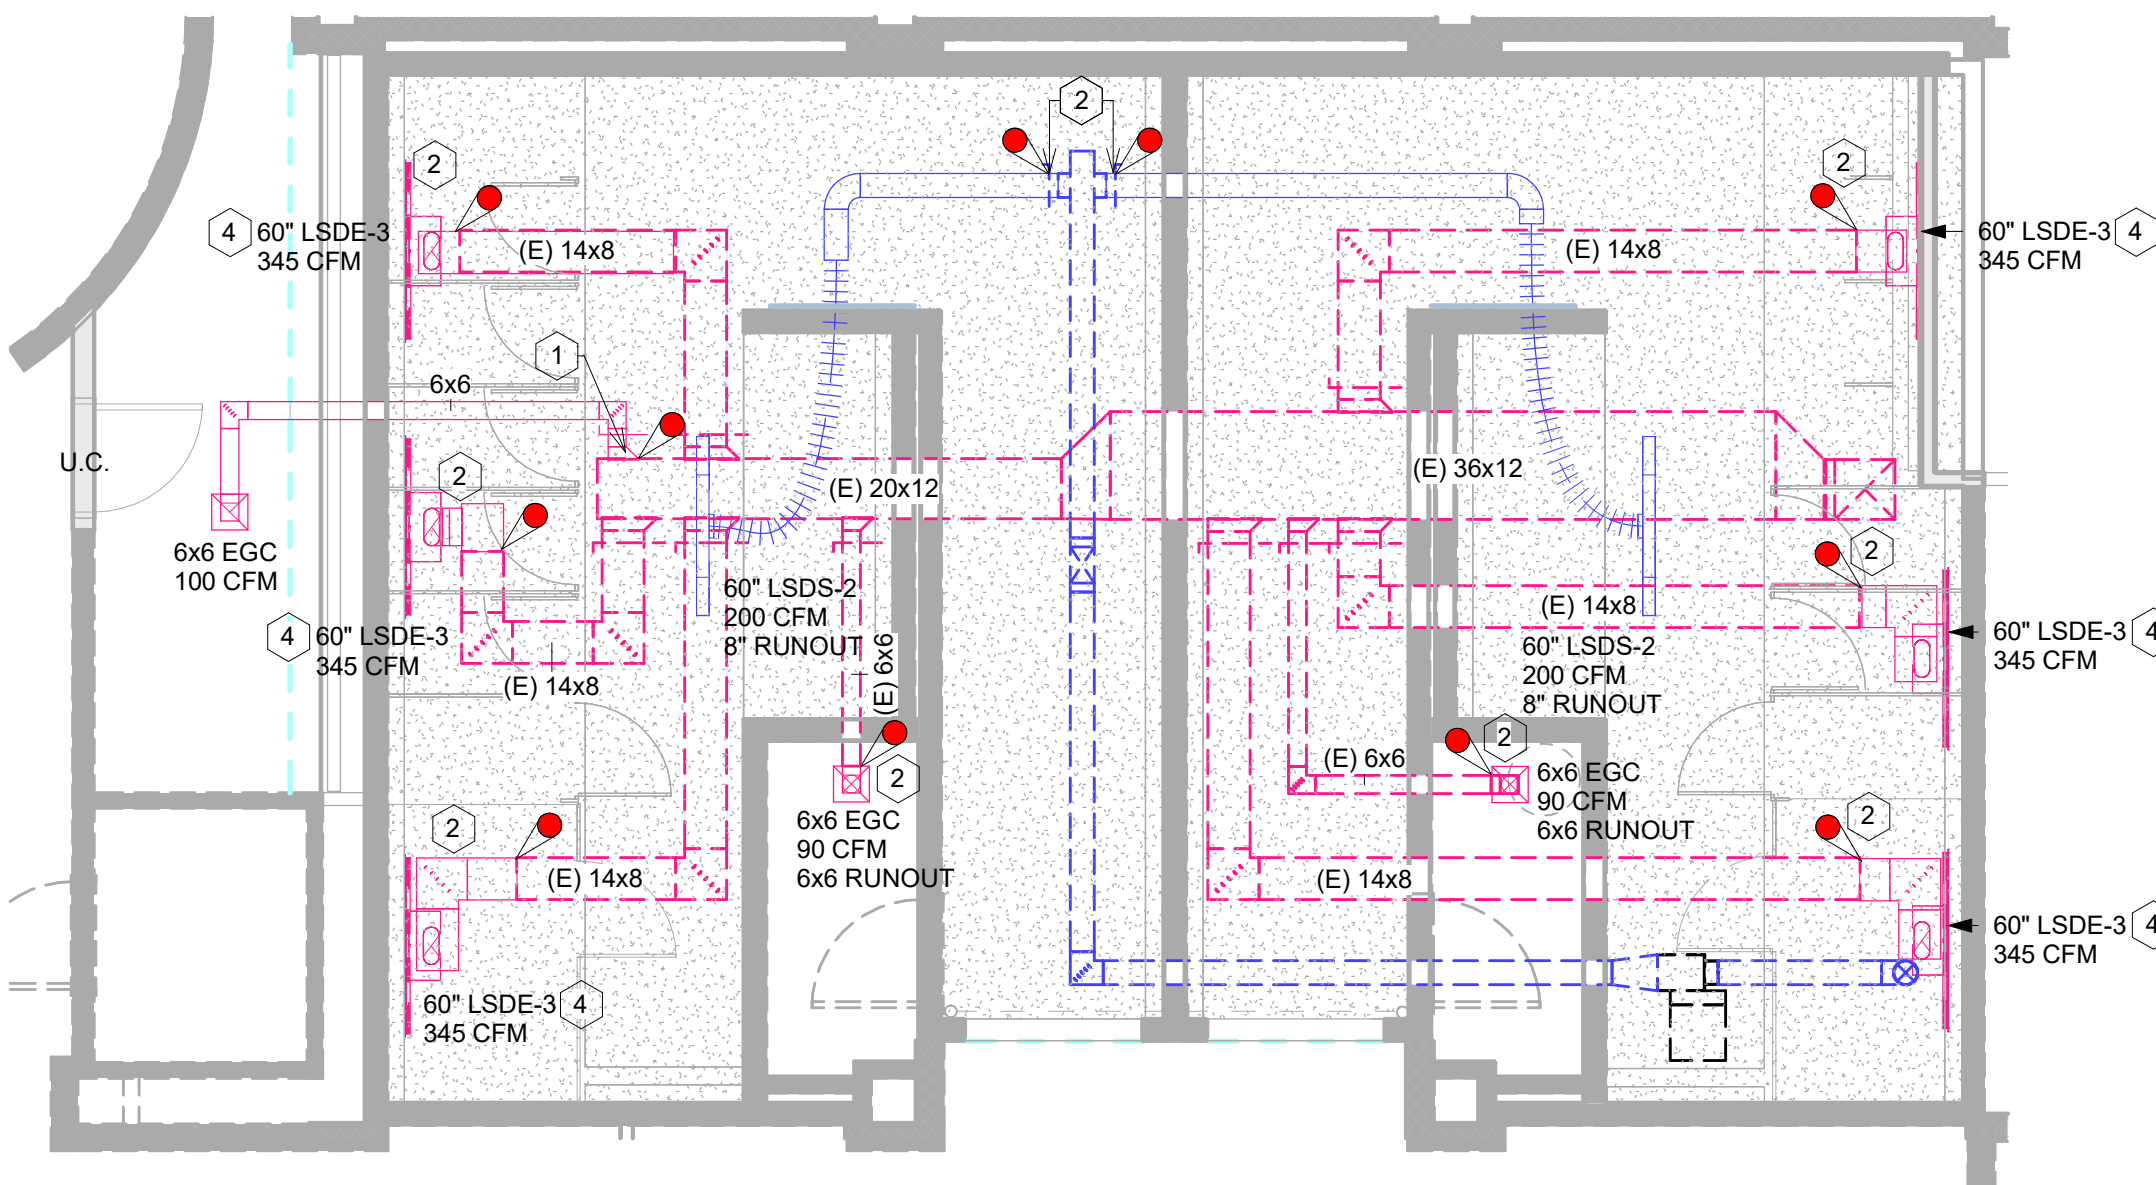 2
2
2
4
60" LSDE-3
345 CFM
(E) 14x8
(E) 14x8
60" LSDE-3
345 CFM
4
1
6x6
U.C.
2
(E) 20x12
(E) 36x12
6x6 EGC
100 CFM
2
60" LSDS-2
200 CFM
8" RUNOUT
(E) 14x8
4
60" LSDE-3
345 CFM
60" LSDE-3
345 CFM
4
(E) 6x6
60" LSDS-2
200 CFM
8" RUNOUT
(E) 14x8
2
2
(E) 6x6
6x6 EGC
90 CFM
6x6 RUNOUT
6x6 EGC
90 CFM
6x6 RUNOUT
2
2
(E) 14x8
(E) 14x8
60" LSDE-3
345 CFM
4
60" LSDE-3
345 CFM
4